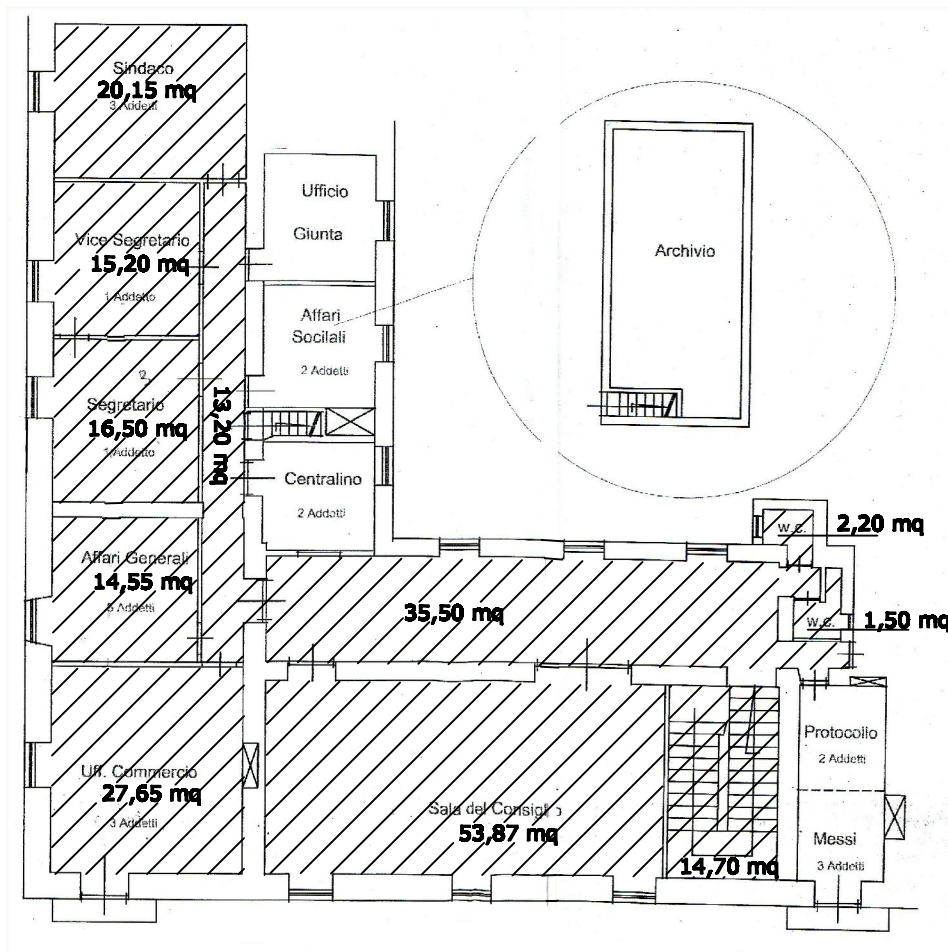 Sindaco
20,15 mq
3 Addetti
Ufficio
Giunta
Vice Segretario
15,20 mq
1 Addetto
Archivio
Affari
Socilali
2 Addetti
2,
Segretario
16,50 mq
1 Addetto
13,20 mq
Centralino
2 Addetti
w.c.
2,20 mq
Affari Generali
14,55 mq
5 Addetti
35,50 mq
w.c.
1,50 mq
Protocollo
2 Addetti
Uff. Commercio
27,65 mq
3 Addetti
Sala del Consiglio
53,87 mq
Messi
3 Addetti
14,70 mq